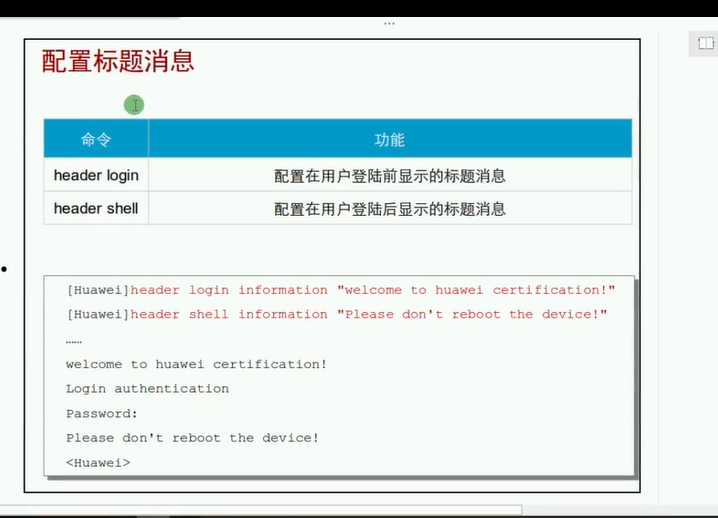 配置标题消息
命令 功能
header login 配置在用户登陆前显示的标题消息
header shell 配置在用户登陆后显示的标题消息
[Huawei]header login information "welcome to huawei certification!"
[Huawei]header shell information "Please don't reboot the device!"
……
welcome to huawei certification!
Login authentication
Password:
Please don't reboot the device!
<Huawei>